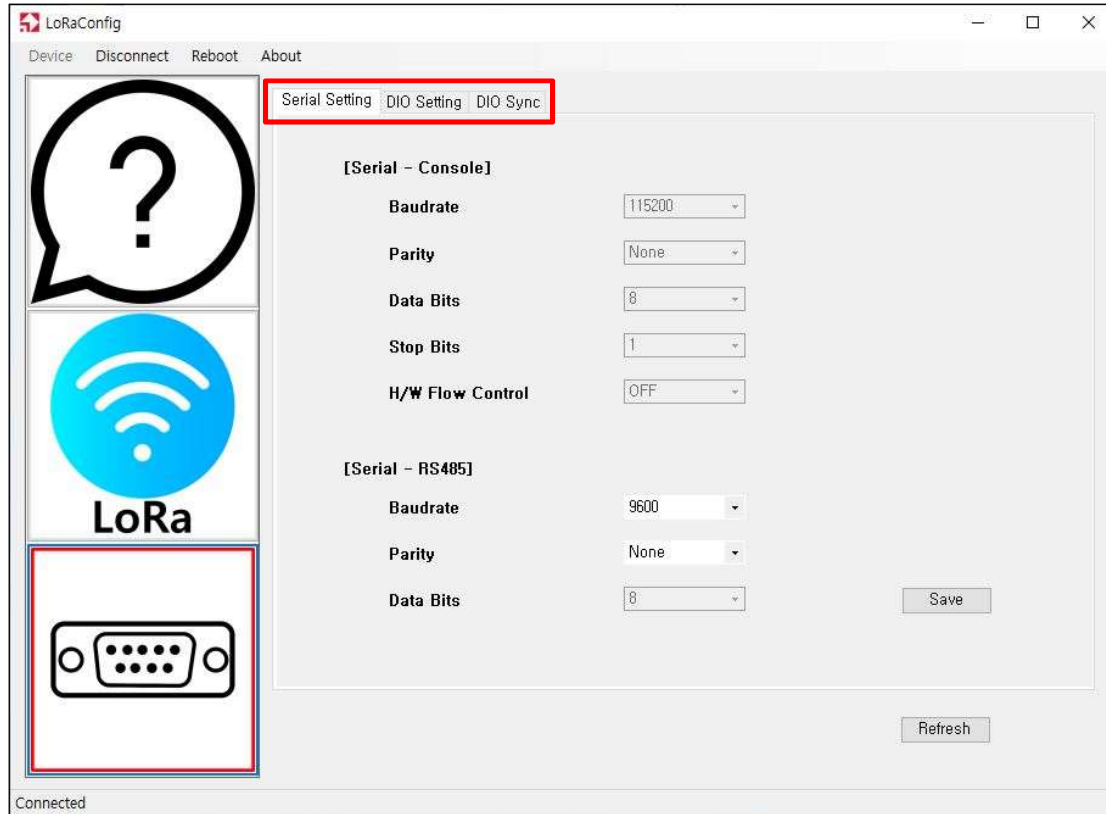 LoRaConfig
Device Disconnect Reboot About
Serial Setting DIO Setting DIO Sync
?
[Serial - Console]
Baudrate 115200
Parity None
Data Bits 8
Stop Bits 1
H/W Flow Control OFF
LoRa
[Serial - RS485]
Baudrate 9600
Parity None
Data Bits 8 Save
Refresh
Connected